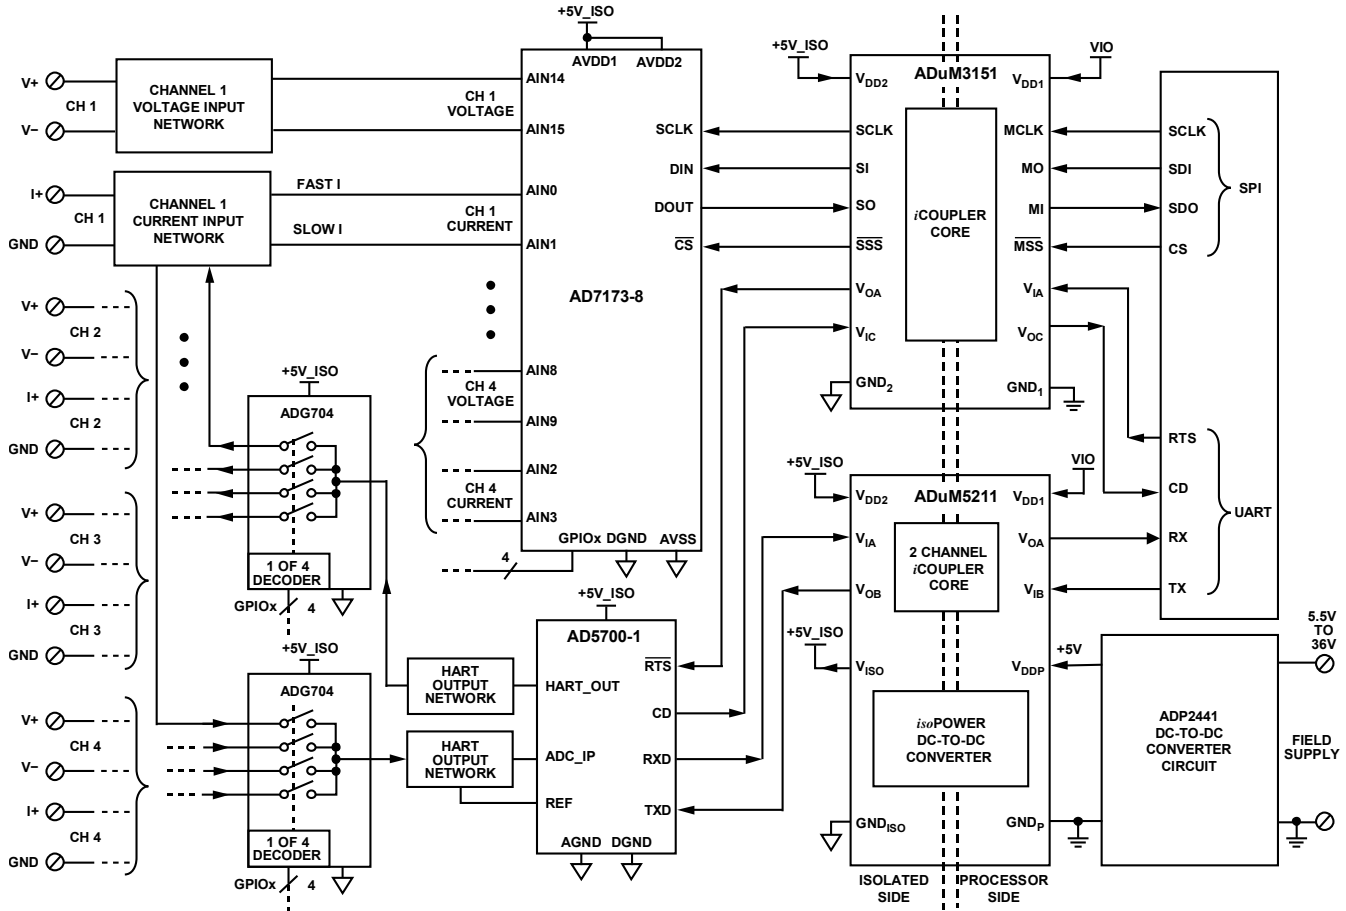 +5V_ISO
AVDD1
AVDD2
V+
CH 1
V−
CHANNEL 1
VOLTAGE INPUT
NETWORK
CH 1
VOLTAGE
AIN14
AIN15
I+
CH 1
GND
CHANNEL 1
CURRENT INPUT
NETWORK
FAST I
SLOW I
CH 1
CURRENT
AIN0
AIN1
SCLK
DIN
DOUT
CS
AD7173-8
V+
CH 2
V−
I+
CH 2
GND
V+
CH 3
V−
I+
CH 3
GND
V+
CH 4
V−
I+
CH 4
GND
+5V_ISO
ADG704
1 OF 4
DECODER
GPIOx
4
+5V_ISO
ADG704
1 OF 4
DECODER
GPIOx
4
CH 4
VOLTAGE
CH 4
CURRENT
AIN8
AIN9
AIN2
AIN3
GPIOx
DGND
AVSS
4
+5V_ISO
AD5700-1
HART
OUTPUT
NETWORK
HART
OUTPUT
NETWORK
HART_OUT
ADC_IP
REF
RTS
CD
RXD
TXD
AGND
DGND
+5V_ISO
ADuM3151
VIO
VDD2
VDD1
SCLK
SI
SO
SSS
VOA
VIC
GND2
iCOUPLER
CORE
MCLK
MO
MI
MSS
VIA
VOC
GND1
SCLK
SDI
SDO
CS
SPI
RTS
CD
RX
TX
UART
+5V_ISO
ADuM5211
VIO
VDD2
VDD1
VIA
VOB
+5V_ISO
VISO
GNDISO
2 CHANNEL
iCOUPLER
CORE
isoPOWER
DC-TO-DC
CONVERTER
VOA
VIB
VDDP
GNDP
+5V
ISOLATED
SIDE
PROCESSOR
SIDE
ADP2441
DC-TO-DC
CONVERTER
CIRCUIT
5.5V
TO
36V
FIELD
SUPPLY